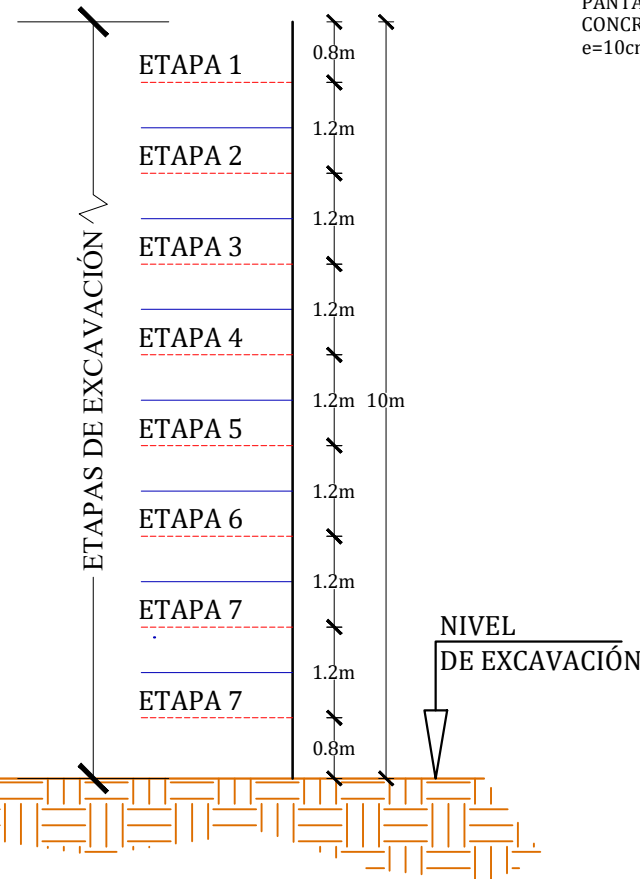 PANTA
CONCR
e=10cm
0.8m
ETAPA 1
1.2m
ETAPA 2
1.2m
ETAPA 3
1.2m
ETAPA 4
1.2m 10m
ETAPA 5
1.2m
ETAPA 6
1.2m
ETAPA 7
1.2m
ETAPA 7
0.8m
ETAPAS DE EXCAVACIÓN
NIVEL
DE EXCAVACIÓN